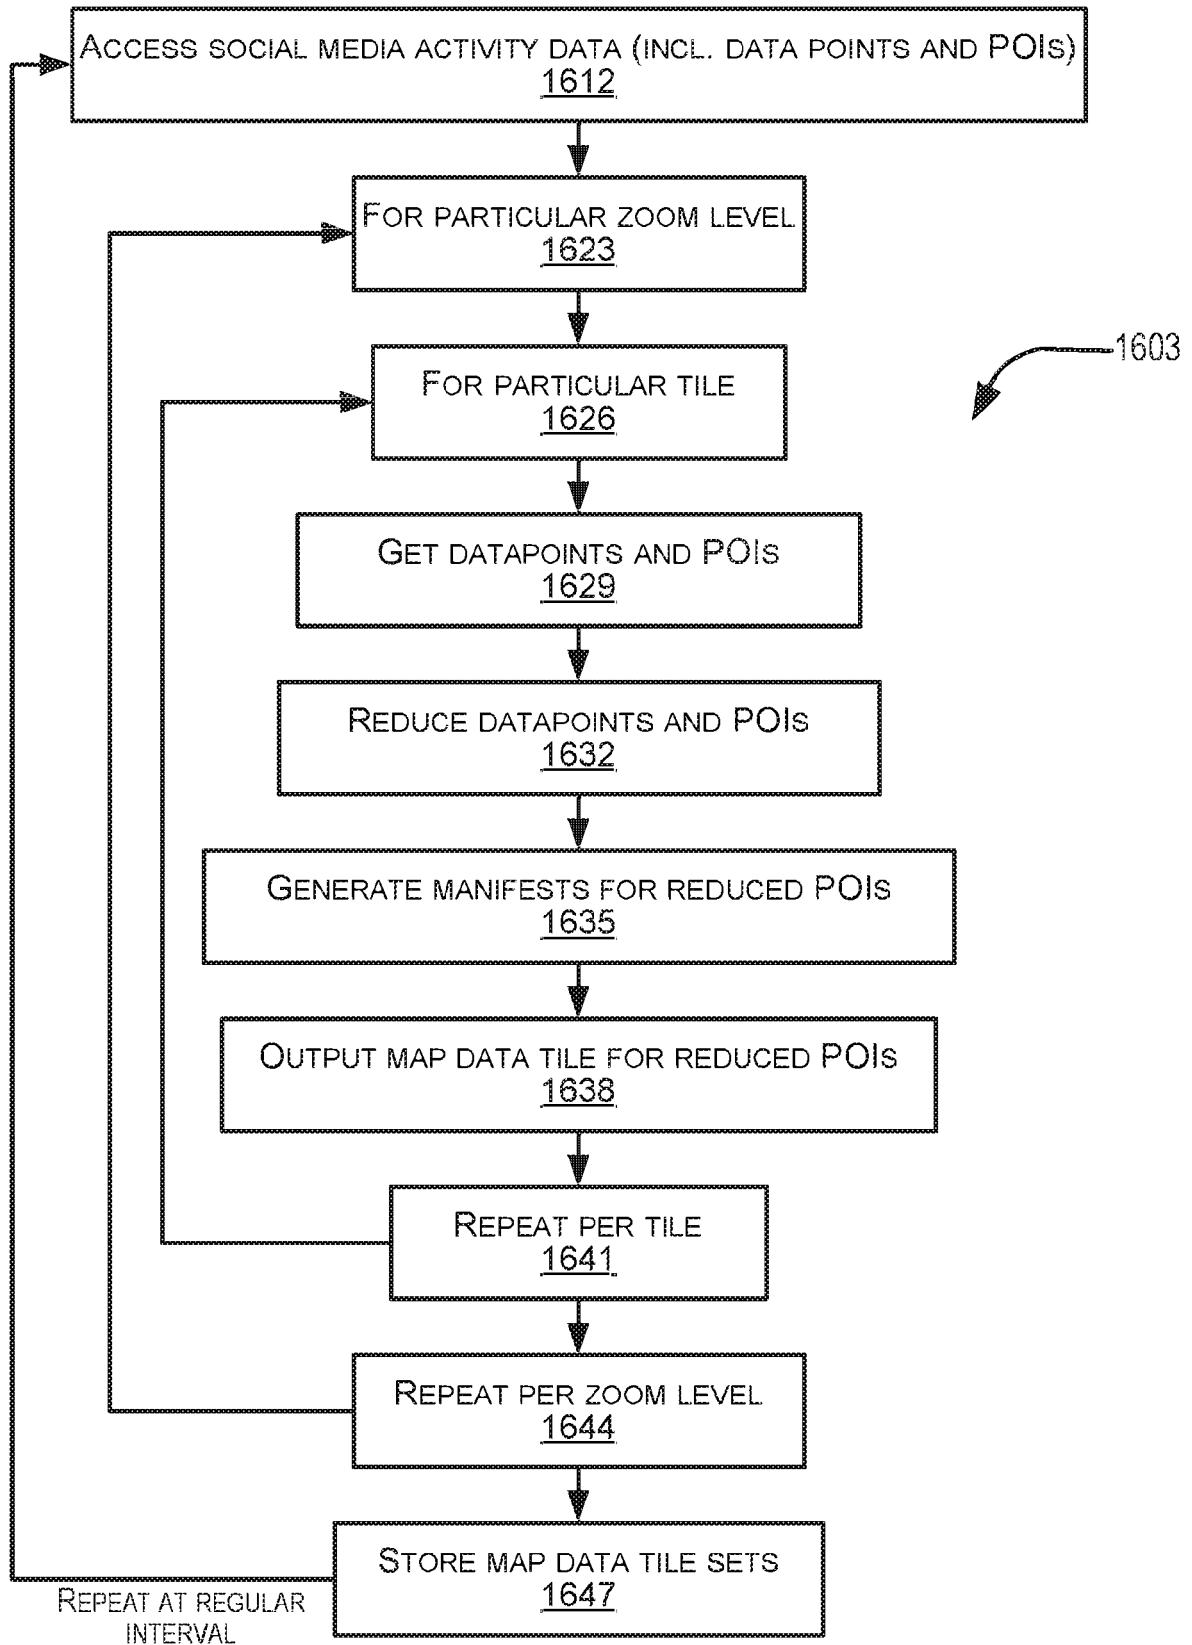 ACCESS SOCIAL MEDIA ACTIVITY DATA (INCL. DATA POINTS AND POIS)
1612
FOR PARTICULAR ZOOM LEVEL
1623
1603
FOR PARTICULAR TILE
1626
GET DATAPOINTS AND POIS
1629
REDUCE DATAPOINTS AND POIS
1632
GENERATE MANIFESTS FOR REDUCED POIS
1635
OUTPUT MAP DATA TILE FOR REDUCED POIS
1638
REPEAT PER TILE
1641
REPEAT PER ZOOM LEVEL
1644
STORE MAP DATA TILE SETS
1647
REPEAT AT REGULAR
INTERVAL